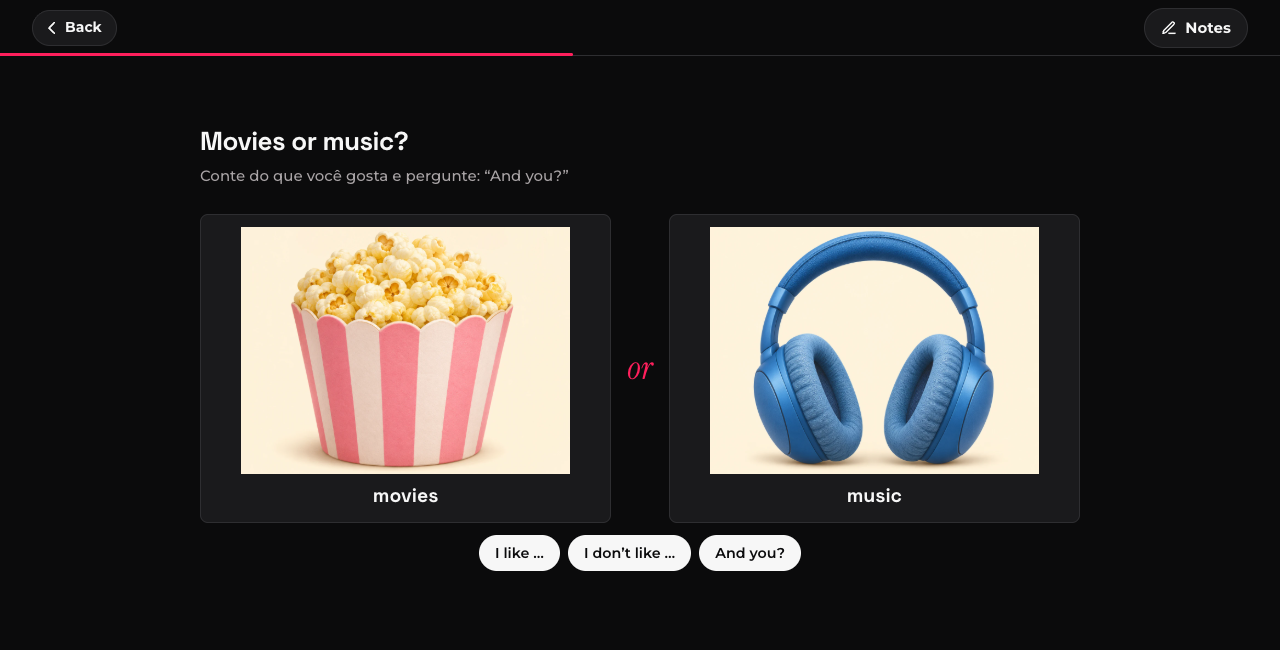 Back
Notes
Movies or music?
Conte do que você gosta e pergunte: “And you?”
or
movies
music
I like ...
I don’t like ...
And you?